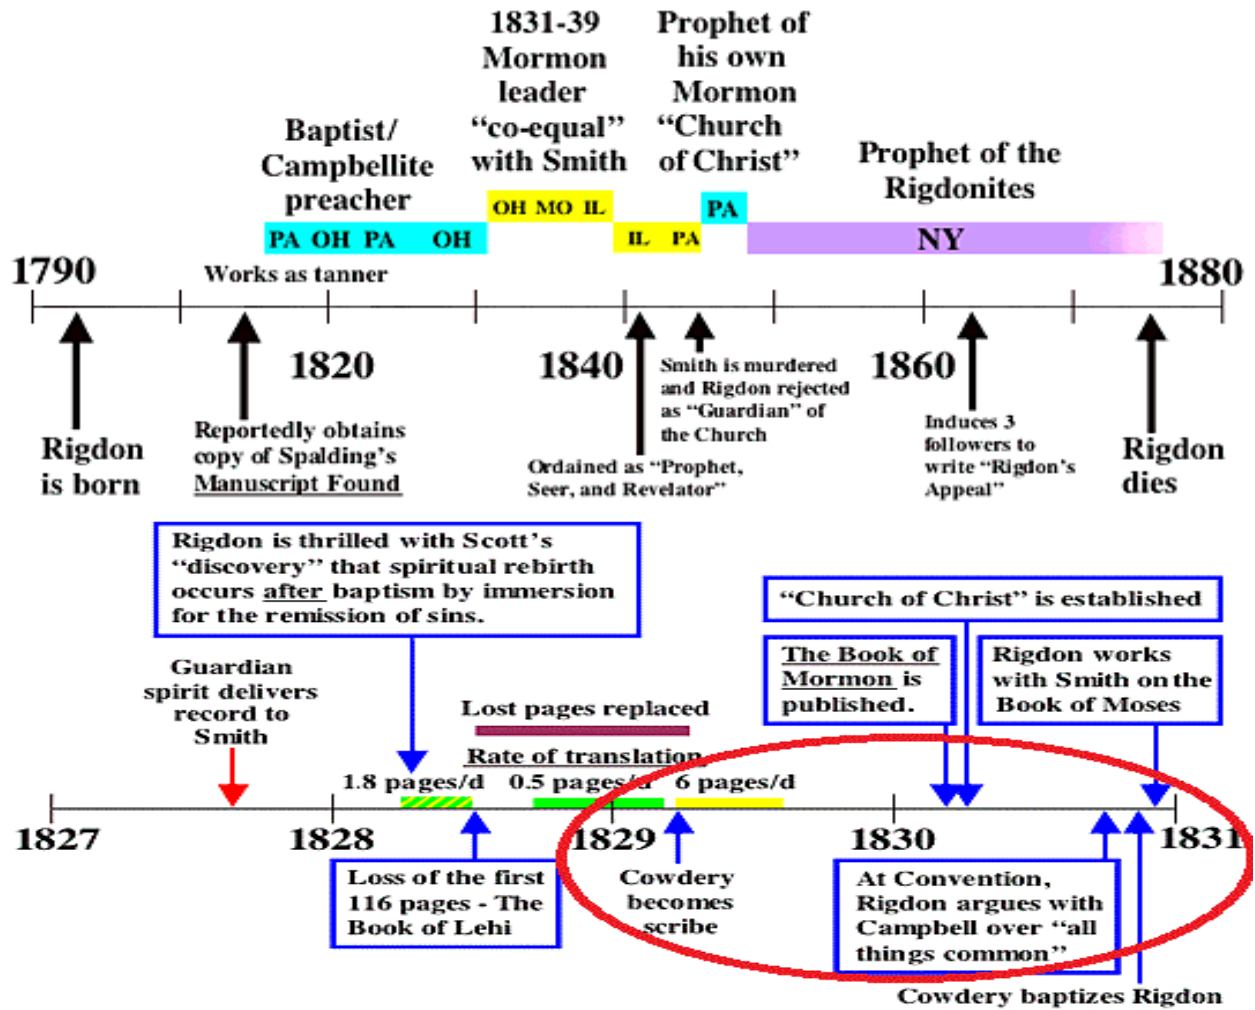 1831-39
Mormon
leader
“co-equal”
with Smith
Prophet of
his own
Mormon
“Church
of Christ”
Baptist/
Campbellite
preacher
Prophet of the
Rigdonites
OH MO IL
PA
PA OH PA OH
IL PA
NY
Works as tanner
1790
1880
1820
1840
1860
Rigdon
is born
Reportedly obtains
copy of Spalding’s
Manuscript Found
Ordained as “Prophet,
Seer, and Revelator”
Smith is murdered
and Rigdon rejected
as “Guardian” of
the Church
Induces 3
followers to
write “Rigdon’s
Appeal”
Rigdon
dies
Rigdon is thrilled with Scott’s
“discovery” that spiritual rebirth
occurs after baptism by immersion
for the remission of sins.
“Church of Christ” is established
The Book of
Mormon is
published.
Rigdon works
with Smith on the
Book of Moses
Guardian
spirit delivers
record to
Smith
Lost pages replaced
Rate of translation
1.8 pages/d 0.5 pages/d 6 pages/d
1827
1828
1829
1830
1831
Loss of the first
116 pages - The
Book of Lehi
Cowdery
becomes
scribe
At Convention,
Rigdon argues with
Campbell over “all
things common”
Cowdery baptizes Rigdon